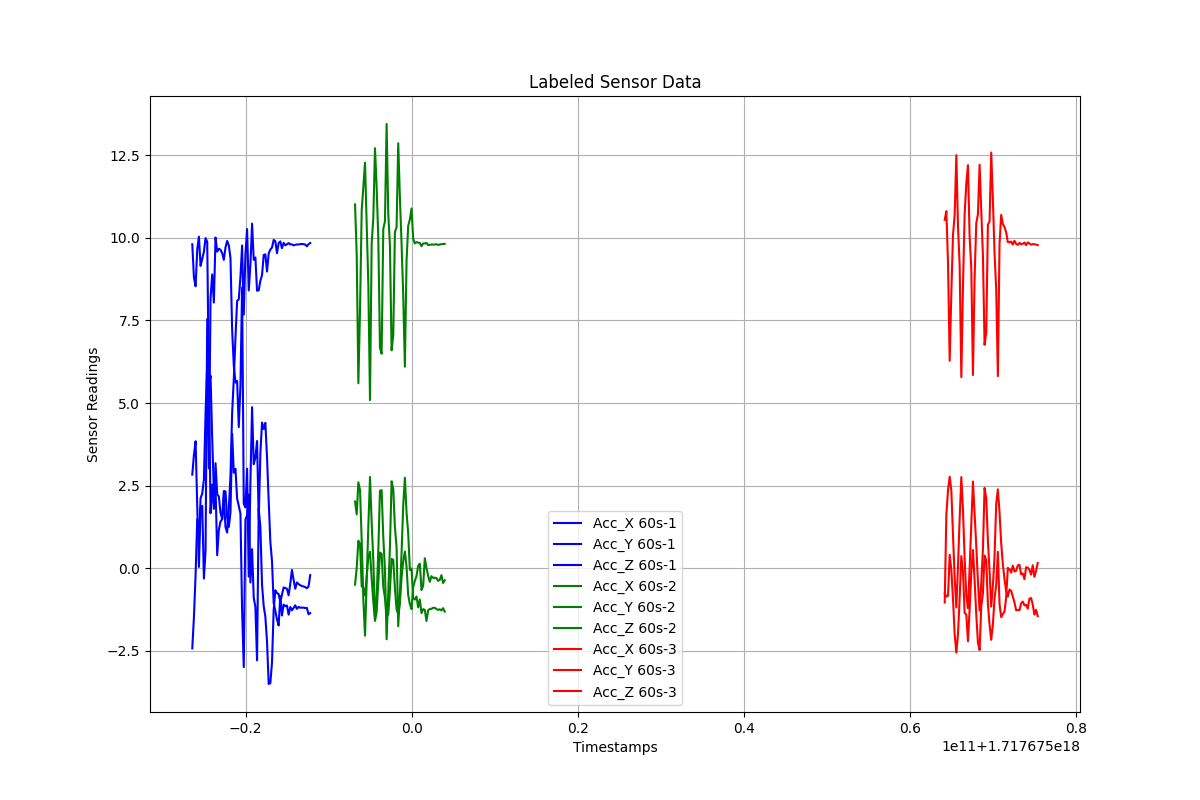 Labeled Sensor Data
Sensor Readings
12.5
10.0
7.5
5.0
2.5
0.0
−2.5
Acc_X 60s-1
Acc_Y 60s-1
Acc_Z 60s-1
Acc_X 60s-2
Acc_Y 60s-2
Acc_Z 60s-2
Acc_X 60s-3
Acc_Y 60s-3
Acc_Z 60s-3
−0.2 0.0 0.2 0.4 0.6 0.8
Timestamps
1e11+1.717675e18